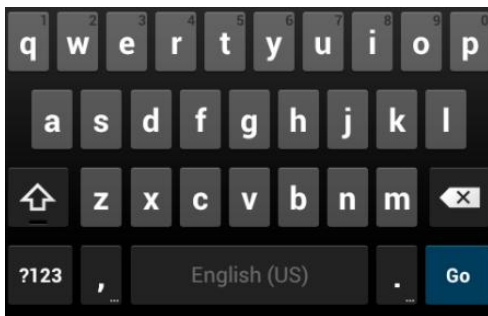 1 2 3 4 5 6 7 8 9 0
q w e r t y u i o p
a s d f g h j k l
z x c v b n m
?123 , ... English (US) . ... Go